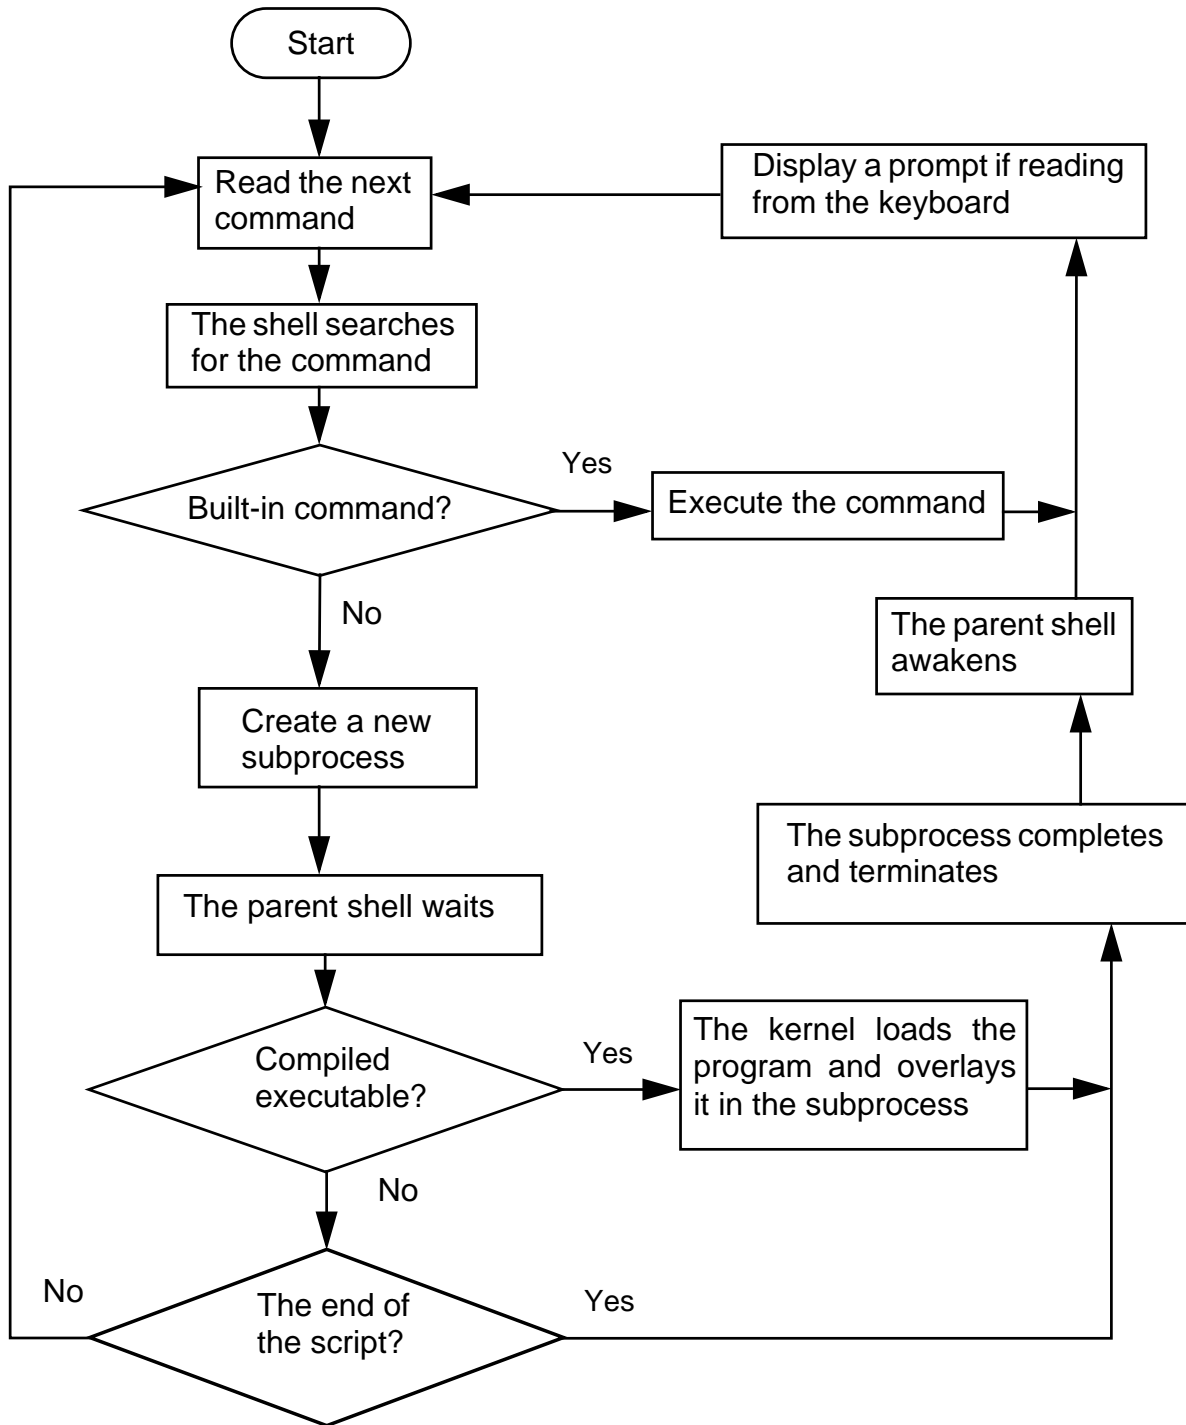 Start
Read the next
command
Display a prompt if reading
from the keyboard
The shell searches
for the command
Built-in command?
Yes
Execute the command
No
The parent shell
awakens
Create a new
subprocess
The subprocess completes
and terminates
The parent shell waits
Compiled
executable?
Yes
The kernel loads the
program and overlays
it in the subprocess
No
The end of
the script?
No
Yes